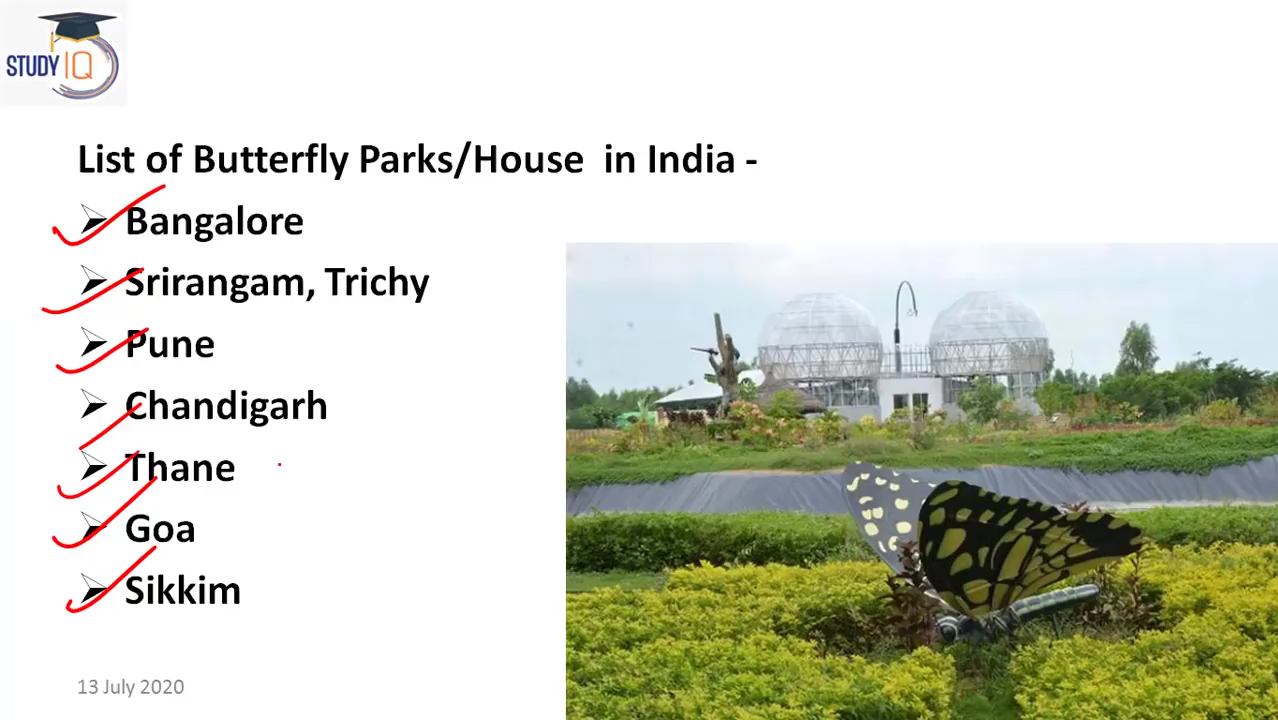 STUDY IQ
List of Butterfly Parks/House in India -
Bangalore
Srirangam, Trichy
Pune
Chandigarh
Thane
Goa
Sikkim
13 July 2020